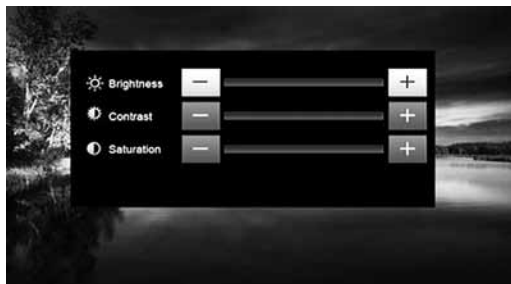 Brightness − +
Contrast − +
Saturation − +